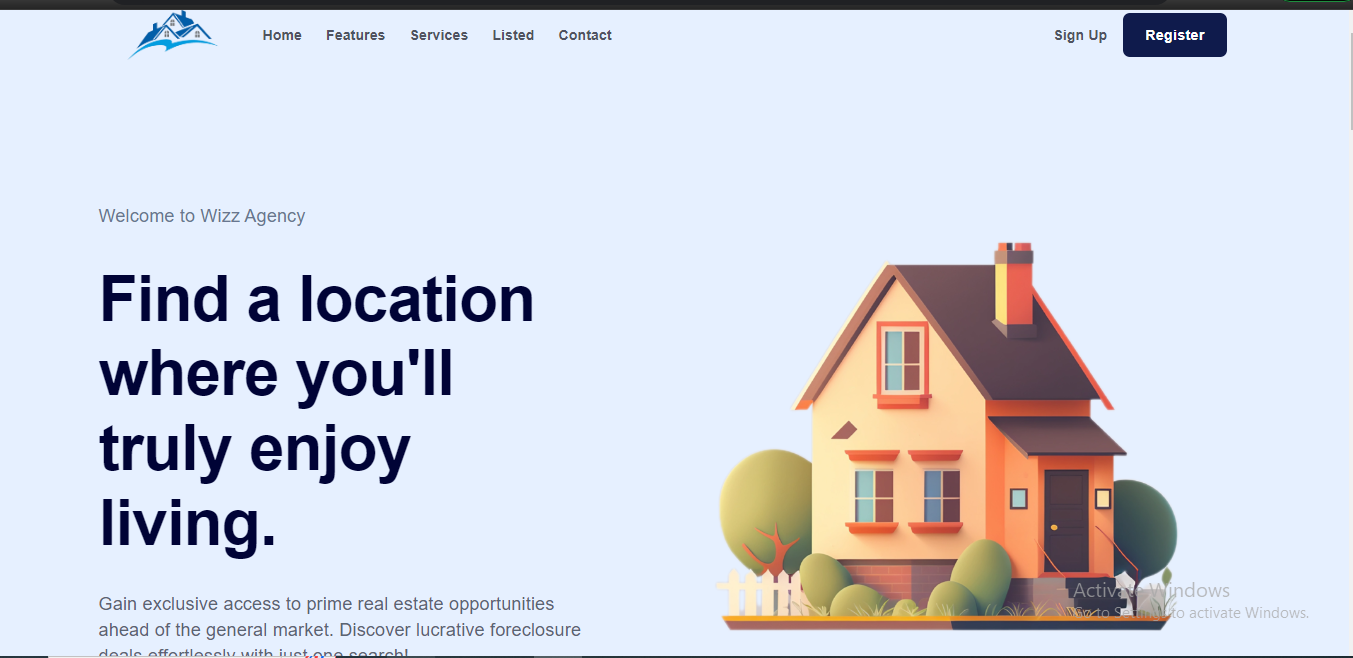 Home Features Services Listed Contact Sign Up Register
Welcome to Wizz Agency
Find a location
where you'll
truly enjoy
living.
Gain exclusive access to prime real estate opportunities
ahead of the general market. Discover lucrative foreclosure
deals effortlessly with just one search!
Activate Windows
Go to Settings to activate Windows.